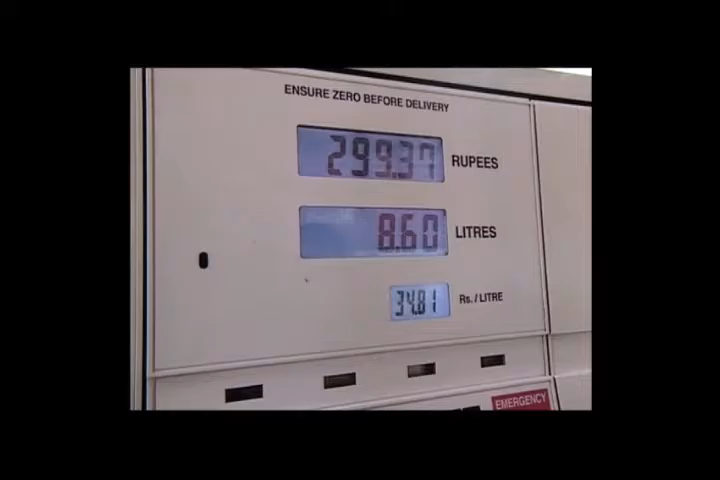 ENSURE ZERO BEFORE DELIVERY
299.37 RUPEES
8.60 LITRES
34.81 Rs. / LITRE
EMERGENCY